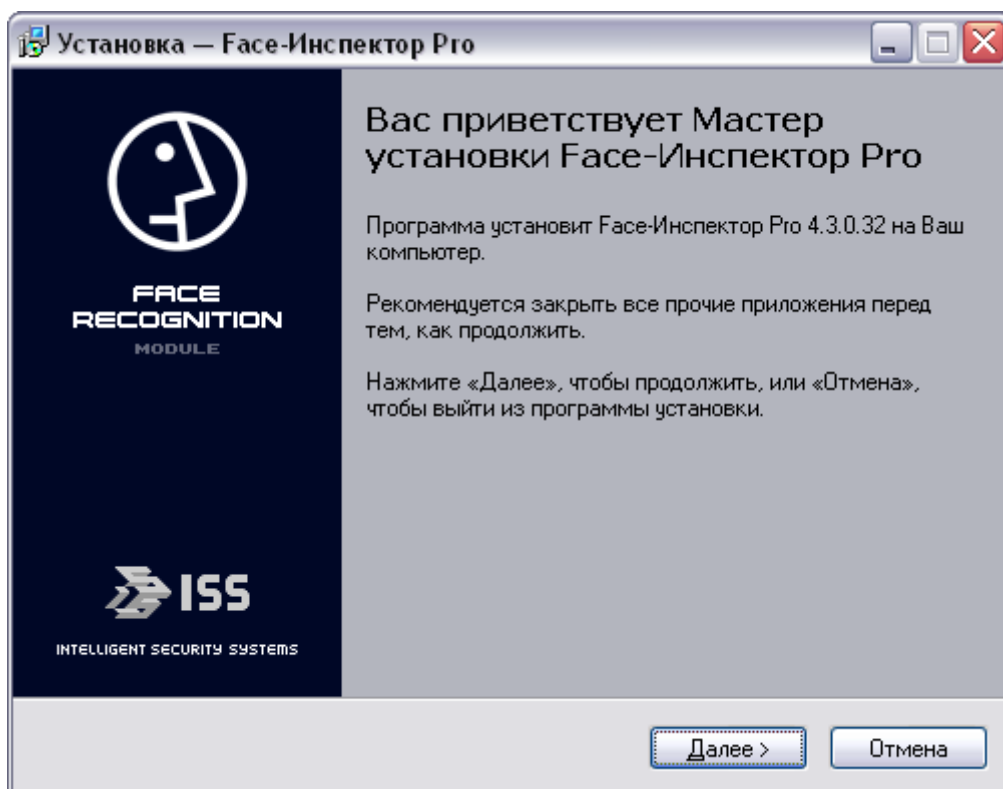 Установка — Face-Инспектор Pro
FACE
RECOGNITION
MODULE
ISS
INTELLIGENT SECURITY SYSTEMS
Вас приветствует Мастер
установки Face-Инспектор Pro
Программа установит Face-Инспектор Pro 4.3.0.32 на Ваш
компьютер.
Рекомендуется закрыть все прочие приложения перед
тем, как продолжить.
Нажмите «Далее», чтобы продолжить, или «Отмена»,
чтобы выйти из программы установки.
Далее >
Отмена